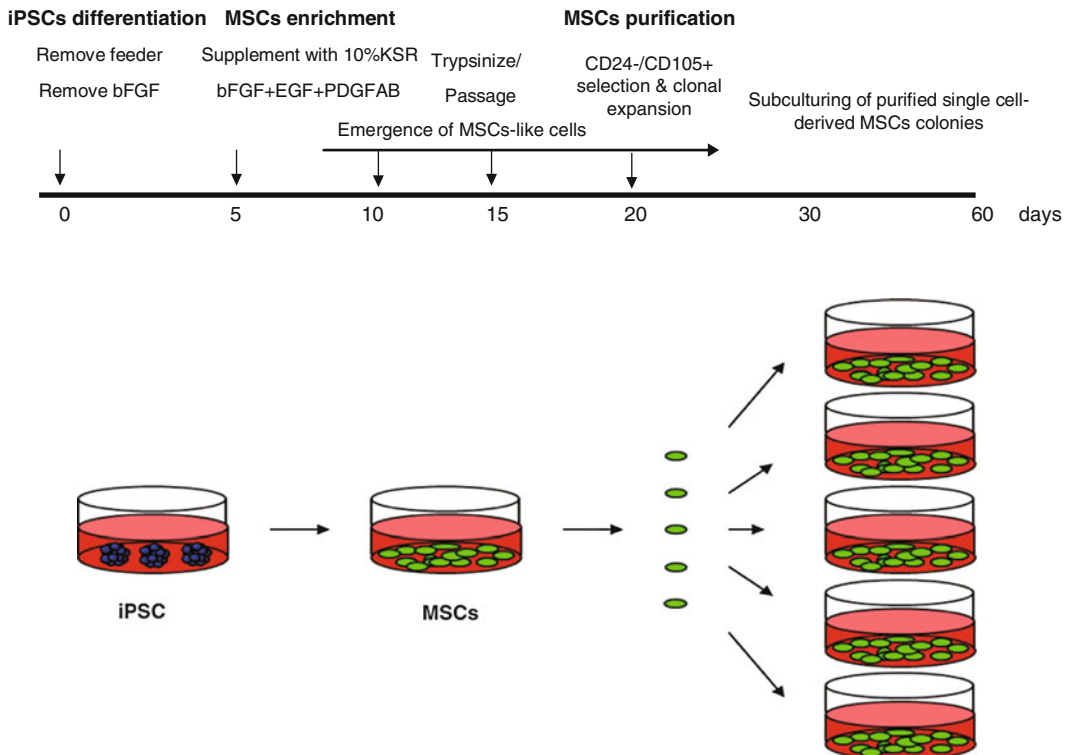 iPSCs differentiation
Remove feeder
Remove bFGF
MSCs enrichment
Supplement with 10%KSR
bFGF+EGF+PDGFAB
Trypsinize/
Passage
MSCs purification
CD24-/CD105+
selection & clonal
expansion
Subculturing of purified single cell-
derived MSCs colonies
Emergence of MSCs-like cells
0 5 10 15 20 30 60 days
iPSC
MSCs